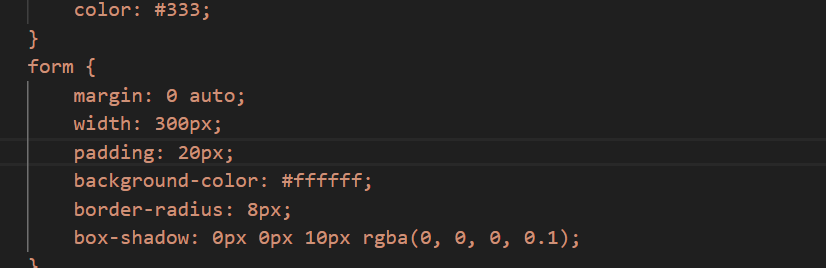 color: #333;
}
form {
margin: 0 auto;
width: 300px;
padding: 20px;
background-color: #ffffff;
border-radius: 8px;
box-shadow: 0px 0px 10px rgba(0, 0, 0, 0.1);
}